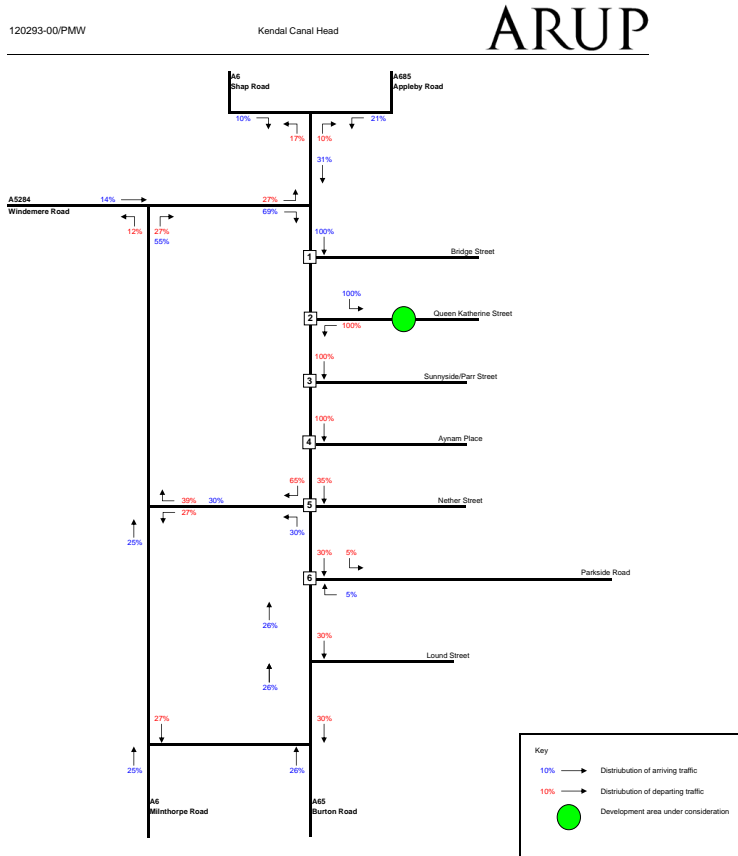 120293-00/PMW
Kendal Canal Head
ARUP
A6
Shap Road
A685
Appleby Road
10%
21%
17%
10%
31%
A5284
14%
27%
Windemere Road
69%
12%
27%
55%
100%
1
Bridge Street
100%
2
Queen Katherine Street
100%
100%
3
Sunnyside/Parr Street
100%
4
Aynam Place
65%
35%
39%
30%
5
Nether Street
27%
30%
25%
30%
5%
6
Parkside Road
5%
26%
30%
Lound Street
26%
27%
30%
25%
26%
A6
Milnthorpe Road
A65
Burton Road
Key
10%
Distriubution of arriving traffic
10%
Distriubution of departing traffic
Development area under consideration